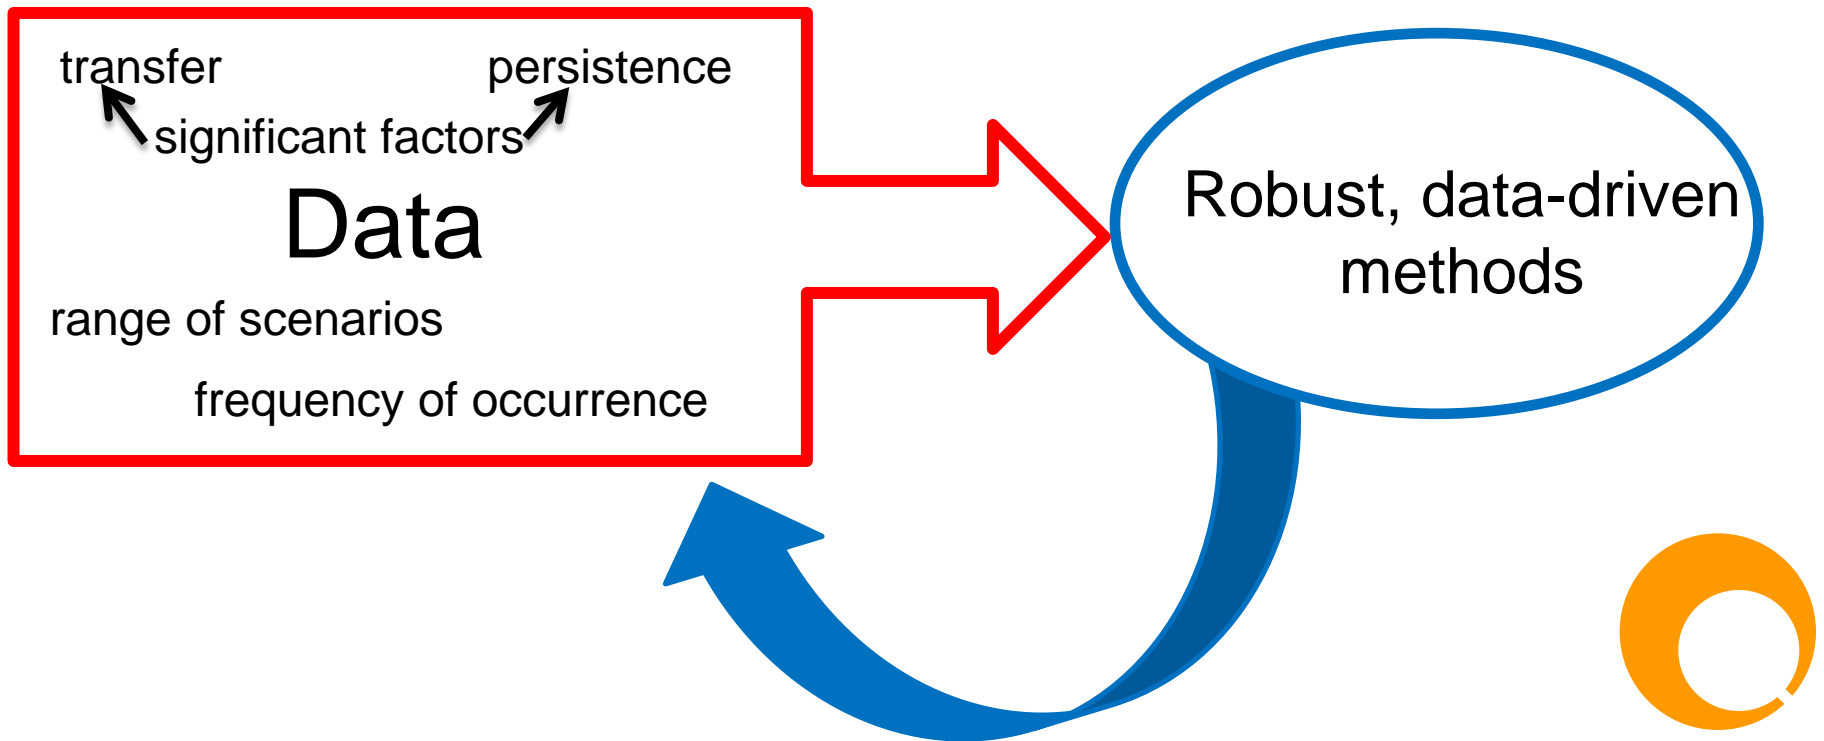 transfer
persistence
significant factors
Data
range of scenarios
frequency of occurrence
Robust, data-driven
methods